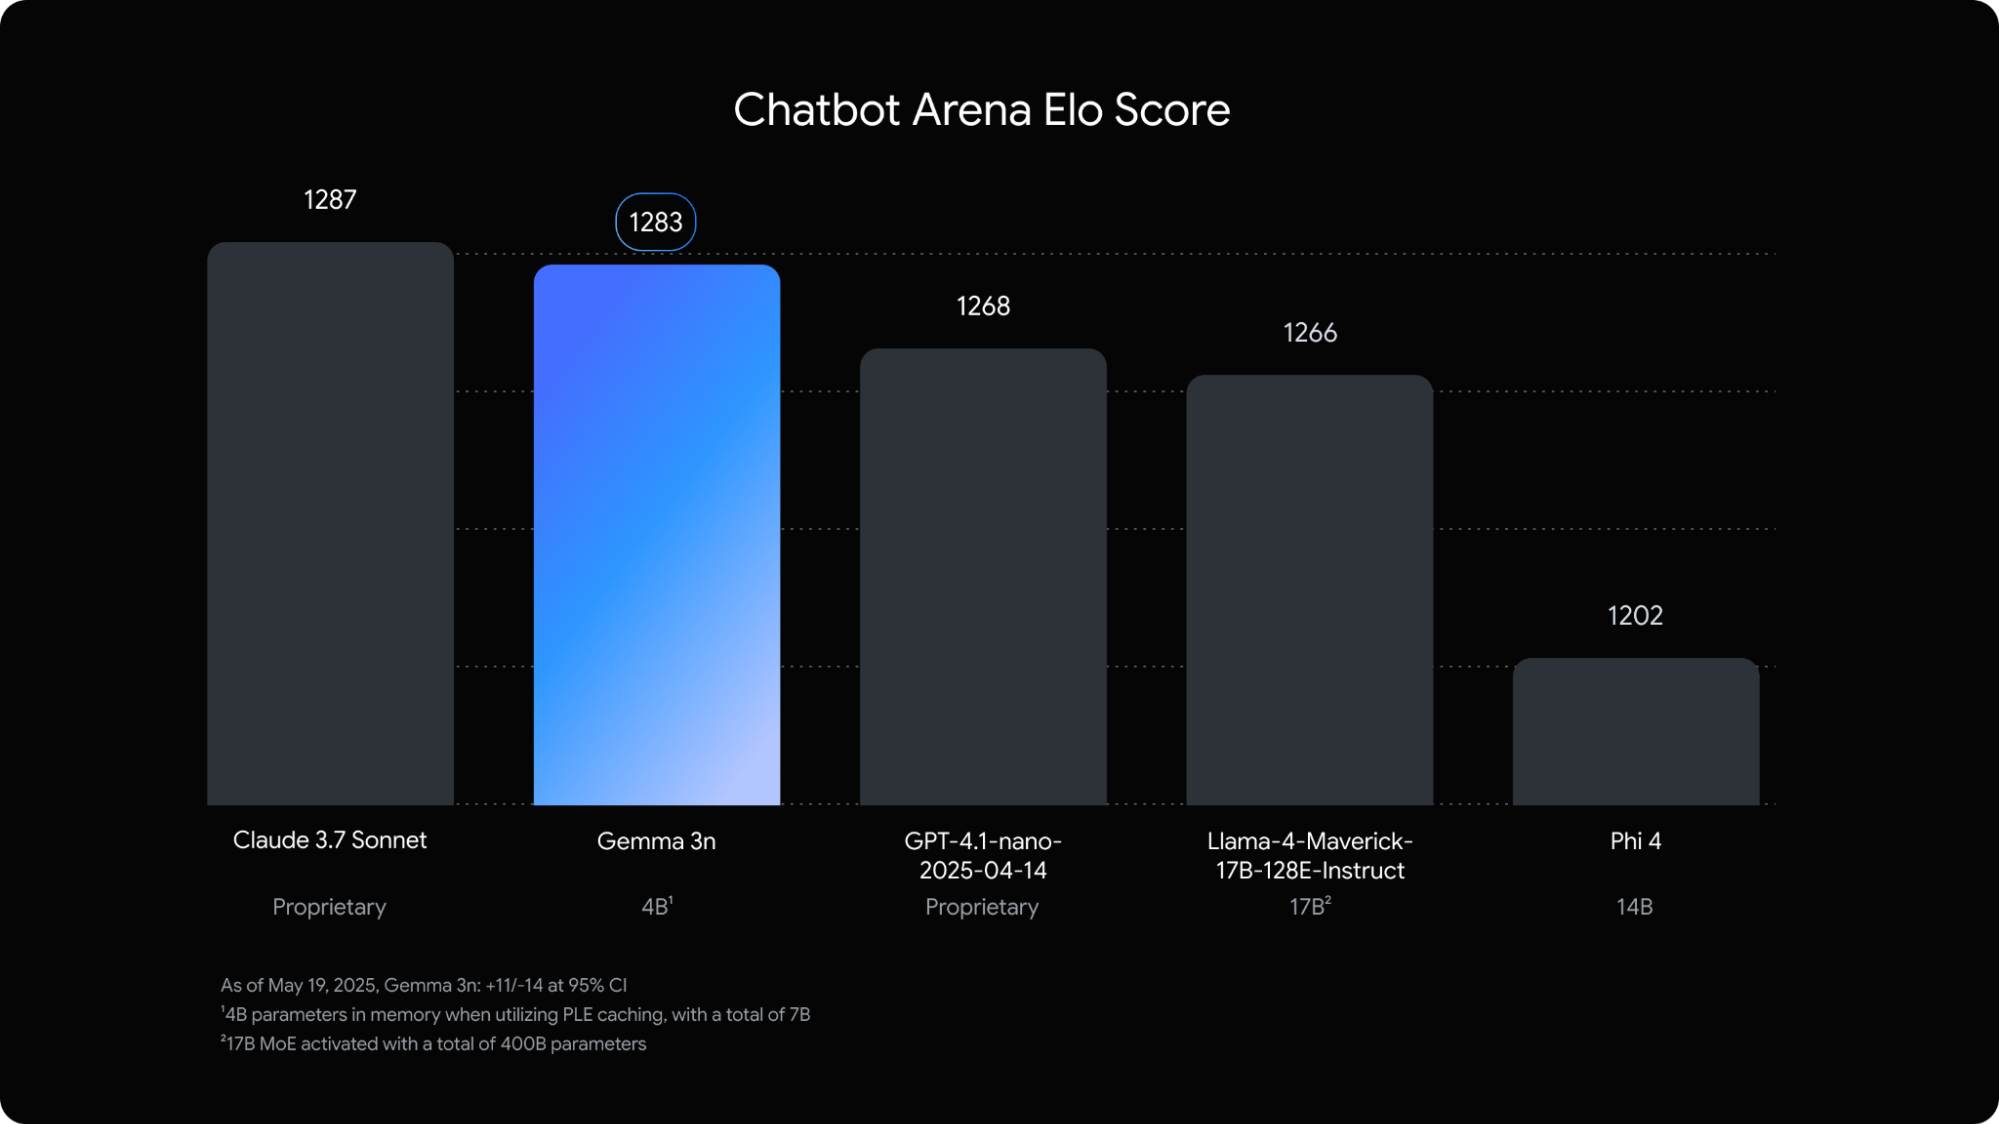 Chatbot Arena Elo Score
1287
1283
1268
1266
1202
Claude 3.7 Sonnet
Proprietary
Gemma 3n
4B¹
GPT-4.1-nano-
2025-04-14
Proprietary
Llama-4-Maverick-
17B-128E-Instruct
17B²
Phi 4
14B
As of May 19, 2025, Gemma 3n: +11/-14 at 95% CI
¹4B parameters in memory when utilizing PLE caching, with a total of 7B
²17B MoE activated with a total of 400B parameters